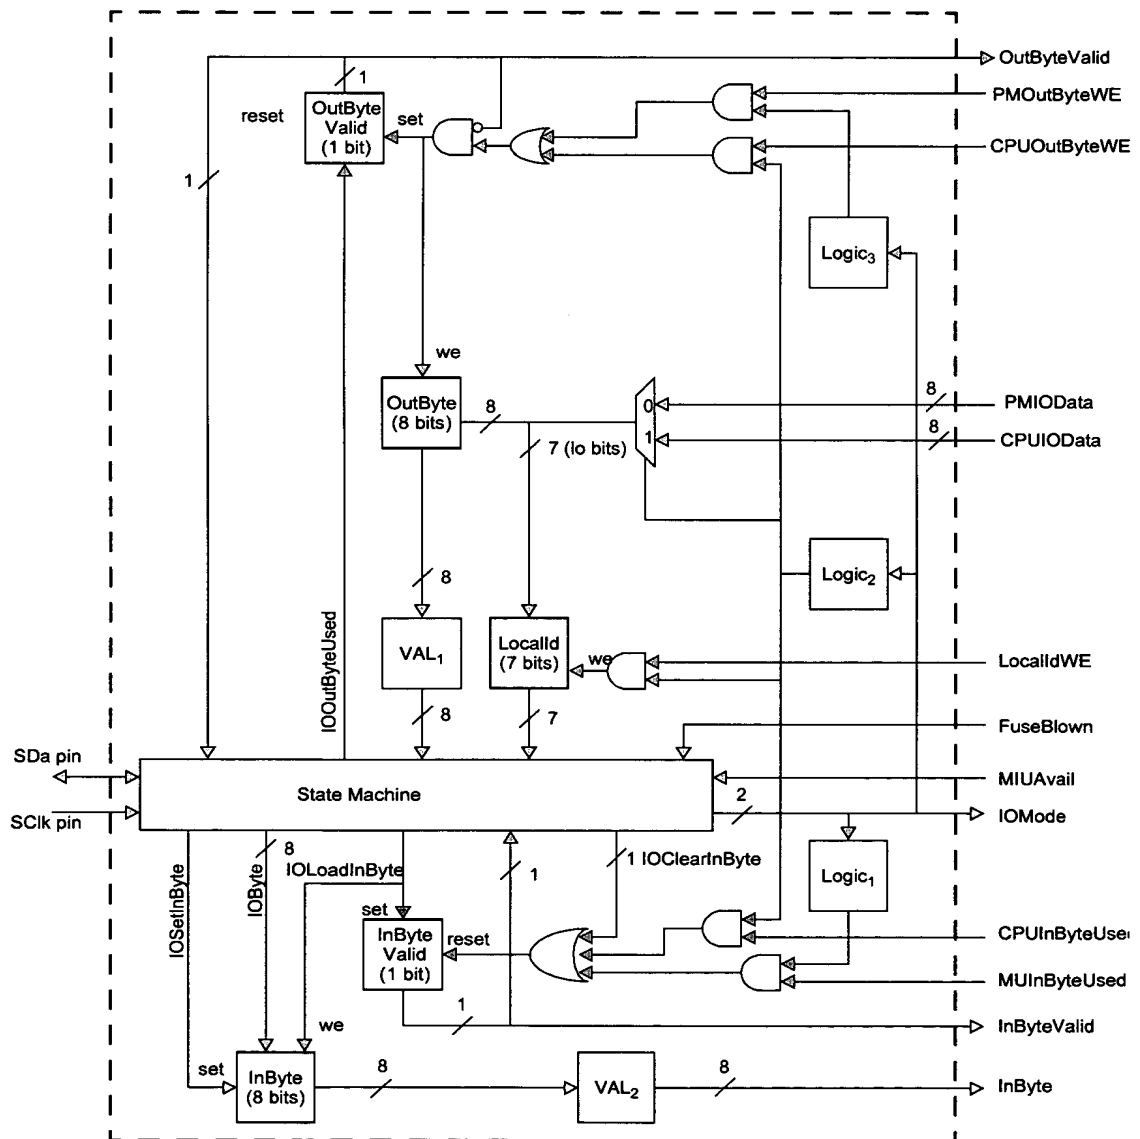 OutByteValid
1
PMOutByteWE
reset
OutByte
Valid
(1 bit)
set
CPUOutByteWE
1
Logic3
we
OutByte
(8 bits)
8
0
8
PMIOData
7 (lo bits)
1
8
CPUIOData
8
Logic2
IOOutByteUsed
VAL1
LocalId
(7 bits)
we
LocalIdWE
8
7
FuseBlown
SDa pin
MIUAvail
State Machine
2
IOMode
SClk pin
IOSetInByte
IOByte
8
IOLoadInByte
1
1 IOClearInByte
Logic1
set
InByte
Valid
(1 bit)
reset
CPUInByteUse
MUInByteUsed
1
InByteValid
we
set
InByte
(8 bits)
8
VAL2
8
InByte